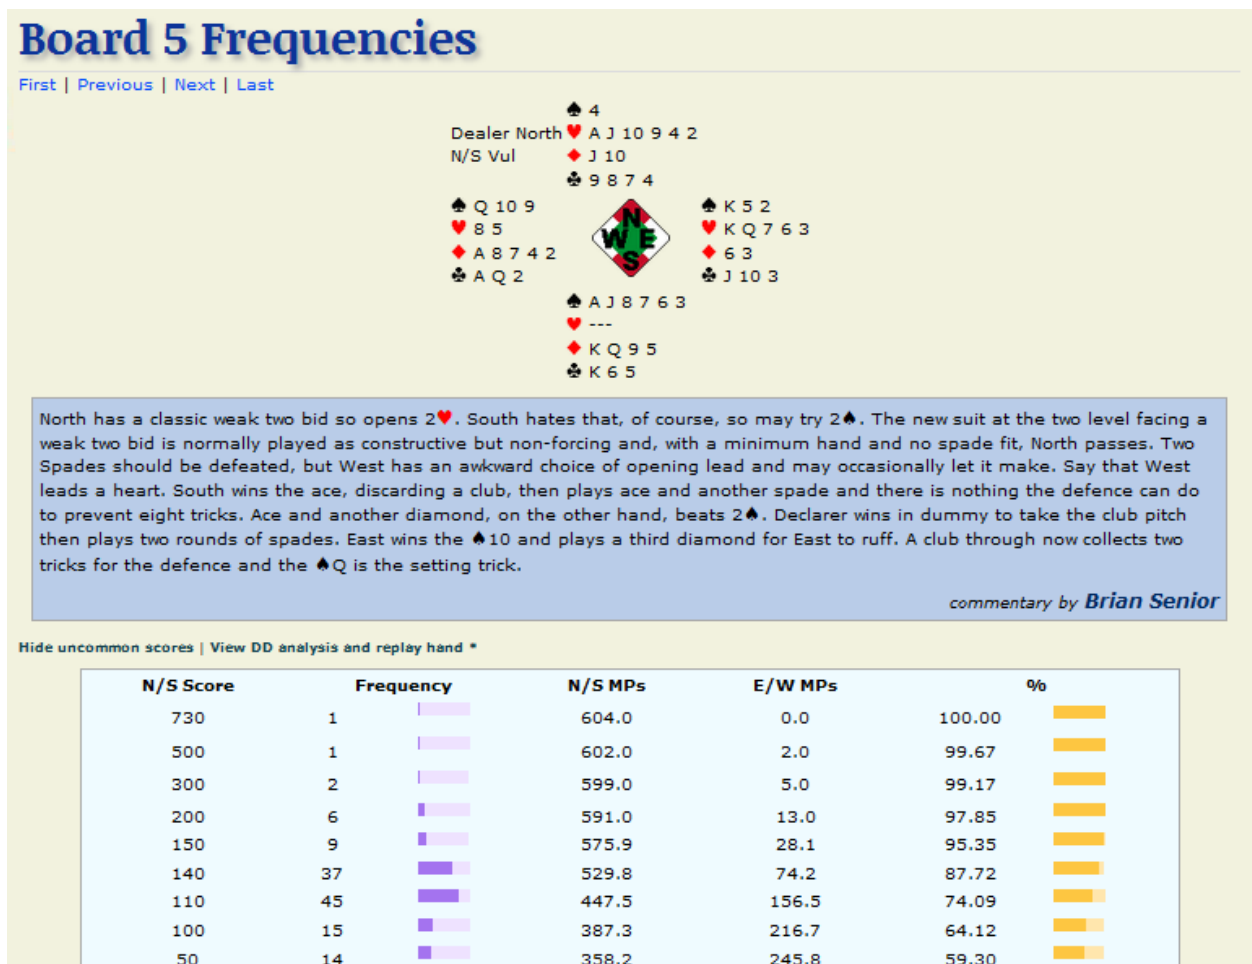 Board 5 Frequencies
First | Previous | Next | Last
♠ 4
Dealer North ♥ A J 10 9 4 2
N/S Vul ♦ J 10
♣ 9 8 7 4
♠ Q 10 9 ♠ K 5 2
♥ 8 5 ♥ K Q 7 6 3
♦ A 8 7 4 2 ♦ 6 3
♣ A Q 2 ♣ J 10 3
N
W E
S
♠ A J 8 7 6 3
♥ ---
♦ K Q 9 5
♣ K 6 5
North has a classic weak two bid so opens 2♥. South hates that, of course, so may try 2♠. The new suit at the two level facing a
weak two bid is normally played as constructive but non-forcing and, with a minimum hand and no spade fit, North passes. Two
Spades should be defeated, but West has an awkward choice of opening lead and may occasionally let it make. Say that West
leads a heart. South wins the ace, discarding a club, then plays ace and another spade and there is nothing the defence can do
to prevent eight tricks. Ace and another diamond, on the other hand, beats 2♠. Declarer wins in dummy to take the club pitch
then plays two rounds of spades. East wins the ♠10 and plays a third diamond for East to ruff. A club through now collects two
tricks for the defence and the ♠Q is the setting trick.
commentary by Brian Senior
Hide uncommon scores | View DD analysis and replay hand *
N/S Score Frequency N/S MPs E/W MPs %
730 1 604.0 0.0 100.00
500 1 602.0 2.0 99.67
300 2 599.0 5.0 99.17
200 6 591.0 13.0 97.85
150 9 575.9 28.1 95.35
140 37 529.8 74.2 87.72
110 45 447.5 156.5 74.09
100 15 387.3 216.7 64.12
50 14 358.2 245.8 59.30